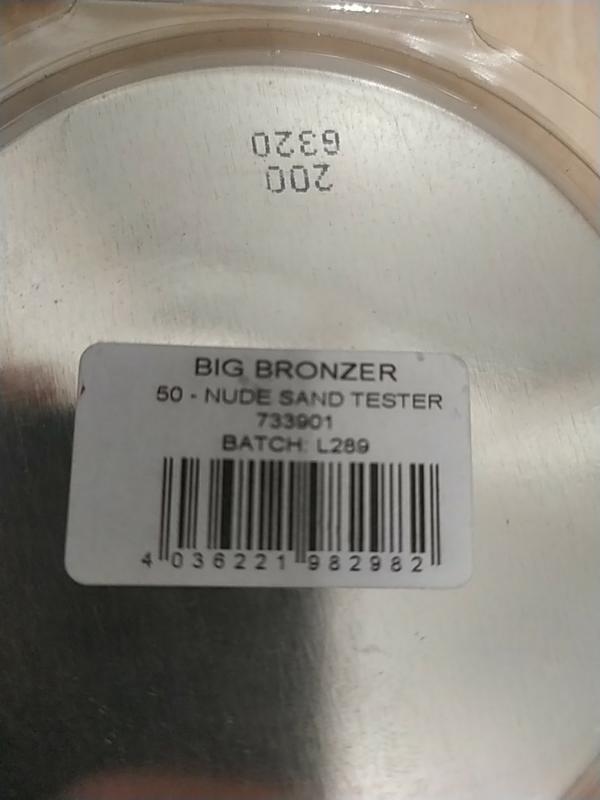 200
6320
BIG BRONZER
50 - NUDE SAND TESTER
733901
BATCH: L289
4 036221 982982